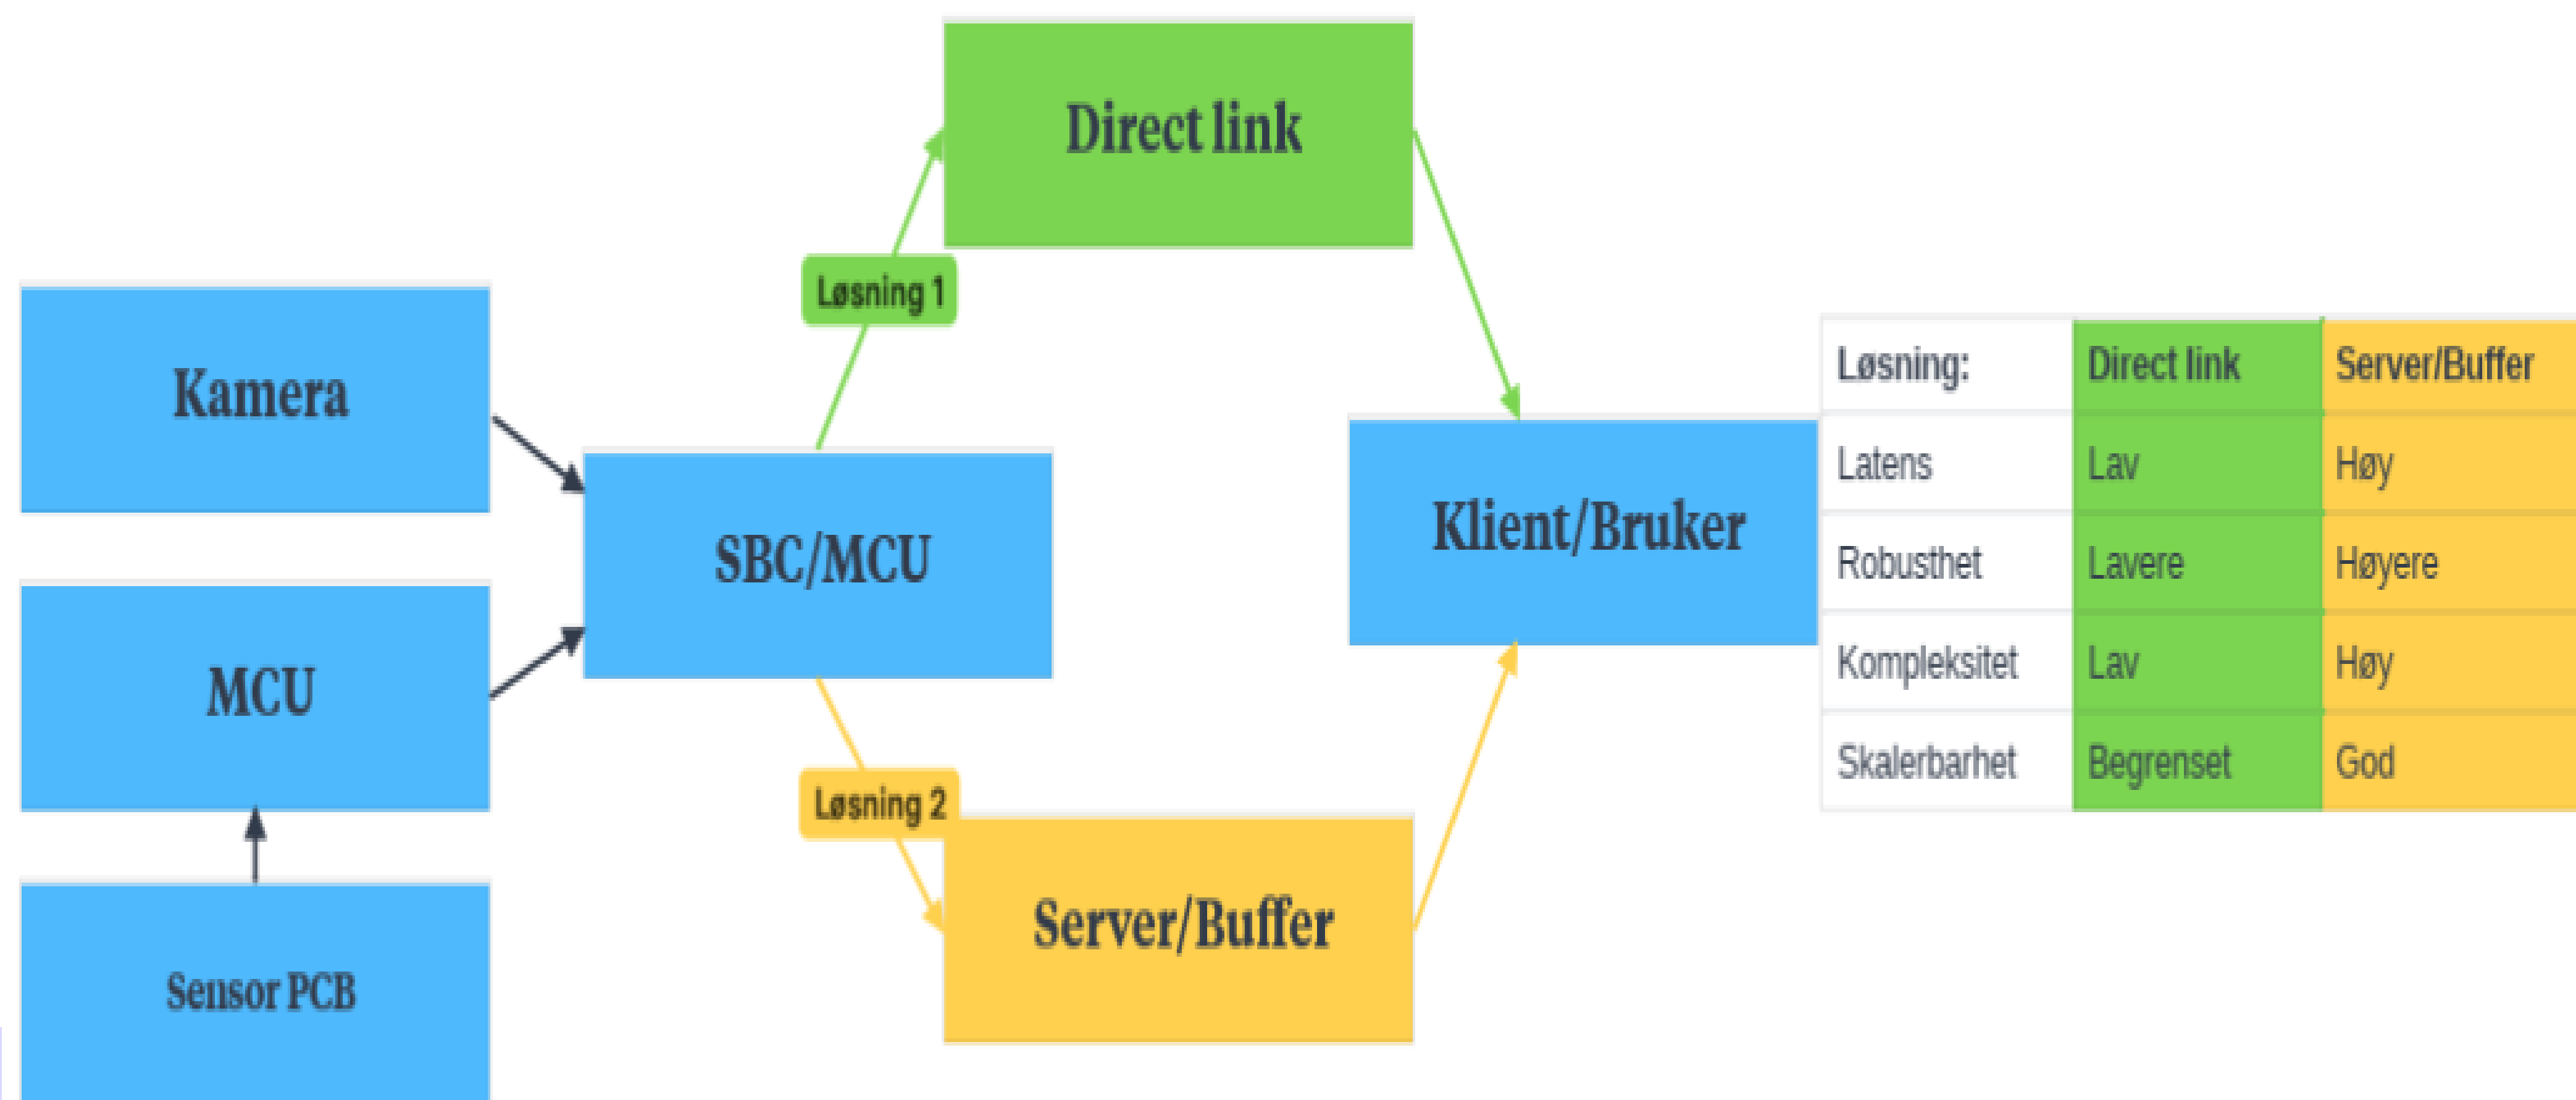 Direct link
Løsning 1
Kamera
SBC/MCU
MCU
Sensor PCB
Løsning 2
Server/Buffer
Klient/Bruker
Løsning: Direct link Server/Buffer
Latens Lav Høy
Robusthet Lavere Høyere
Kompleksitet Lav Høy
Skalerbarhet Begrenset God